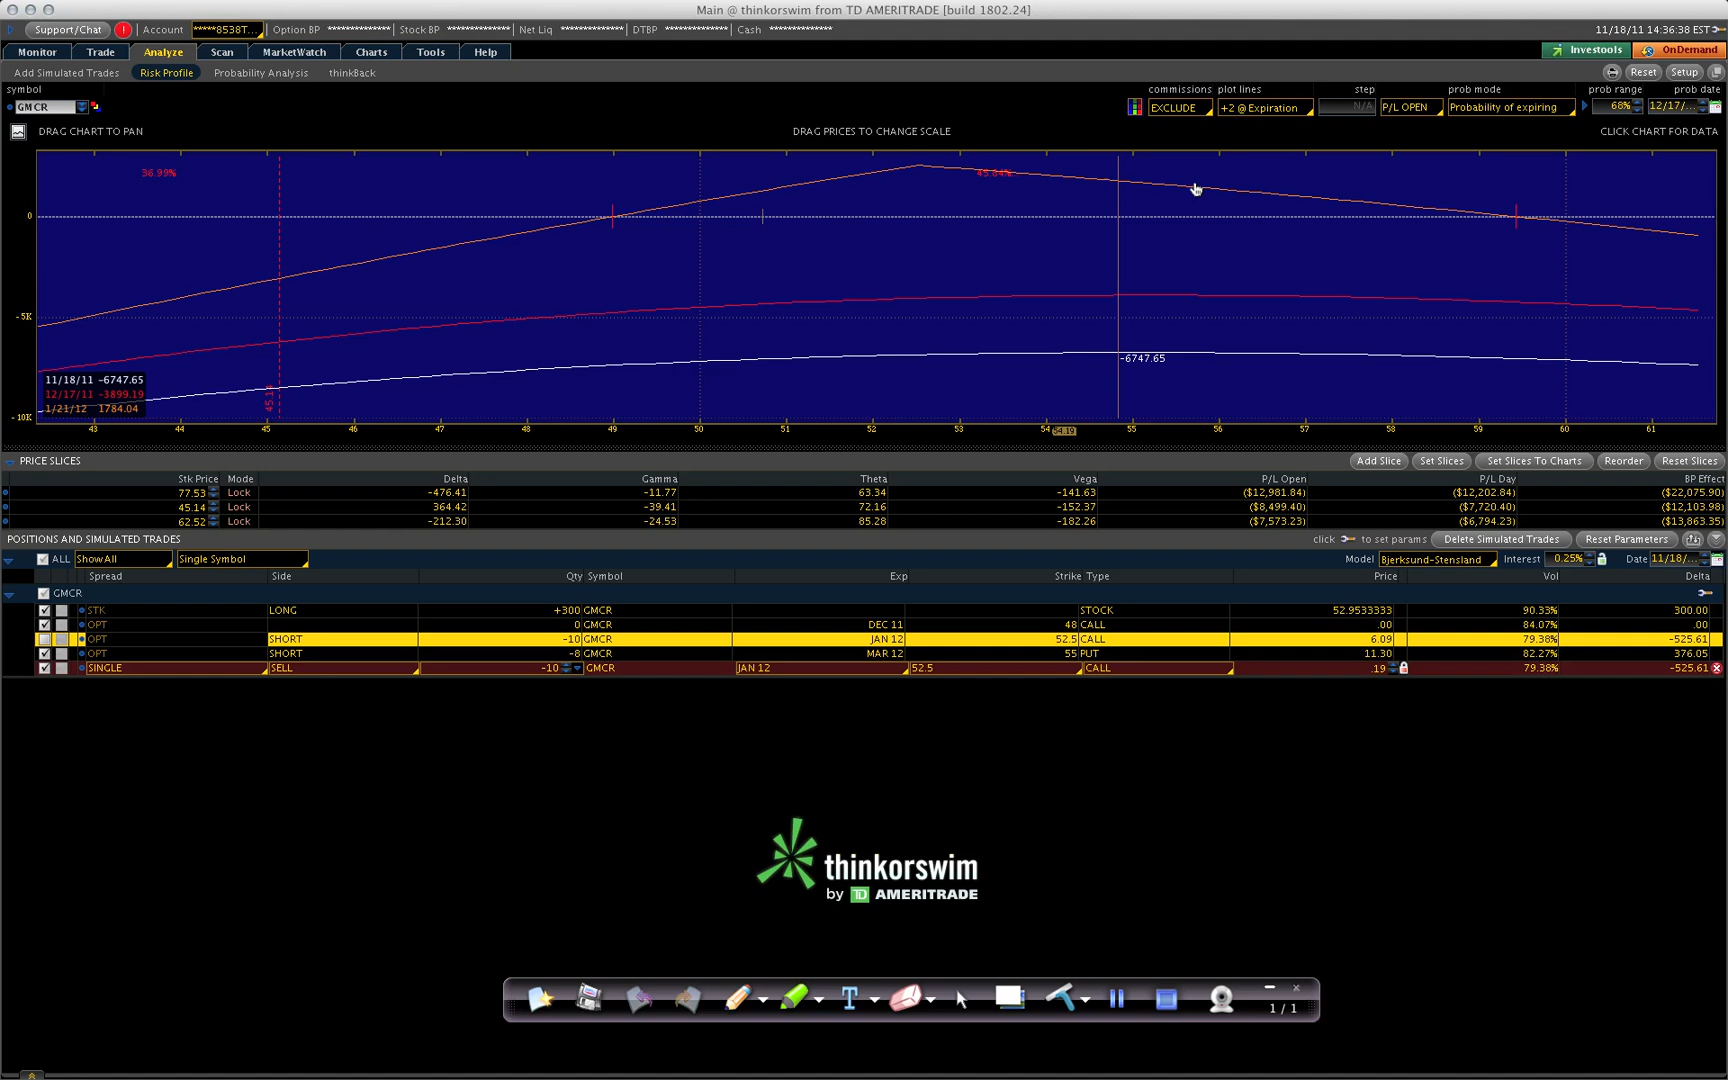 Main @ thinkorswim from TD AMERITRADE [build 1802.24]
Support/Chat ! Account *****8538T... Option BP ************** Stock BP ************** Net Liq ************** DTBP ************** Cash ************** 11/18/11 14:36:38 EST
Monitor Trade Analyze Scan MarketWatch Charts Tools Help Investools OnDemand
Add Simulated Trades Risk Profile Probability Analysis thinkBack Reset Setup
symbol commissions plot lines step prob mode prob range prob date
GMCR EXCLUDE +2 @ Expiration N/A P/L OPEN Probability of expiring 68% 12/17/...
DRAG CHART TO PAN DRAG PRICES TO CHANGE SCALE CLICK CHART FOR DATA
36.99% 45.84%
0
-5K
-6747.65
11/18/11 -6747.65
12/17/11 -3899.19
1/21/12 1784.04
-10K
43 44 45 46 47 48 49 50 51 52 53 54 54.19 55 56 57 58 59 60 61
PRICE SLICES Add Slice Set Slices Set Slices To Charts Reorder Reset Slices
Stk Price Mode Delta Gamma Theta Vega P/L Open P/L Day BP Effect
77.53 Lock -476.41 -11.77 63.34 -141.63 ($12,981.84) ($12,202.84) ($22,075.90)
45.14 Lock 364.42 -39.41 72.16 -152.37 ($8,499.40) ($7,720.40) ($12,103.98)
62.52 Lock -212.30 -24.53 85.28 -182.26 ($7,573.23) ($6,794.23) ($13,863.35)
POSITIONS AND SIMULATED TRADES click to set params Delete Simulated Trades Reset Parameters
ALL Show All Single Symbol Model Bjerksund-Stensland Interest 0.25% Date 11/18/...
Spread Side Qty Symbol Exp Strike Type Price Vol Delta
GMCR
STK LONG +300 GMCR STOCK 52.9533333 90.33% 300.00
OPT 0 GMCR DEC 11 48 CALL .00 84.07% .00
OPT SHORT -10 GMCR JAN 12 52.5 CALL 6.09 79.38% -525.61
OPT SHORT -8 GMCR MAR 12 55 PUT 11.30 82.27% 376.05
SINGLE SELL -10 GMCR JAN 12 52.5 CALL .19 79.38% -525.61
thinkorswim
by TD AMERITRADE
T 1 / 1